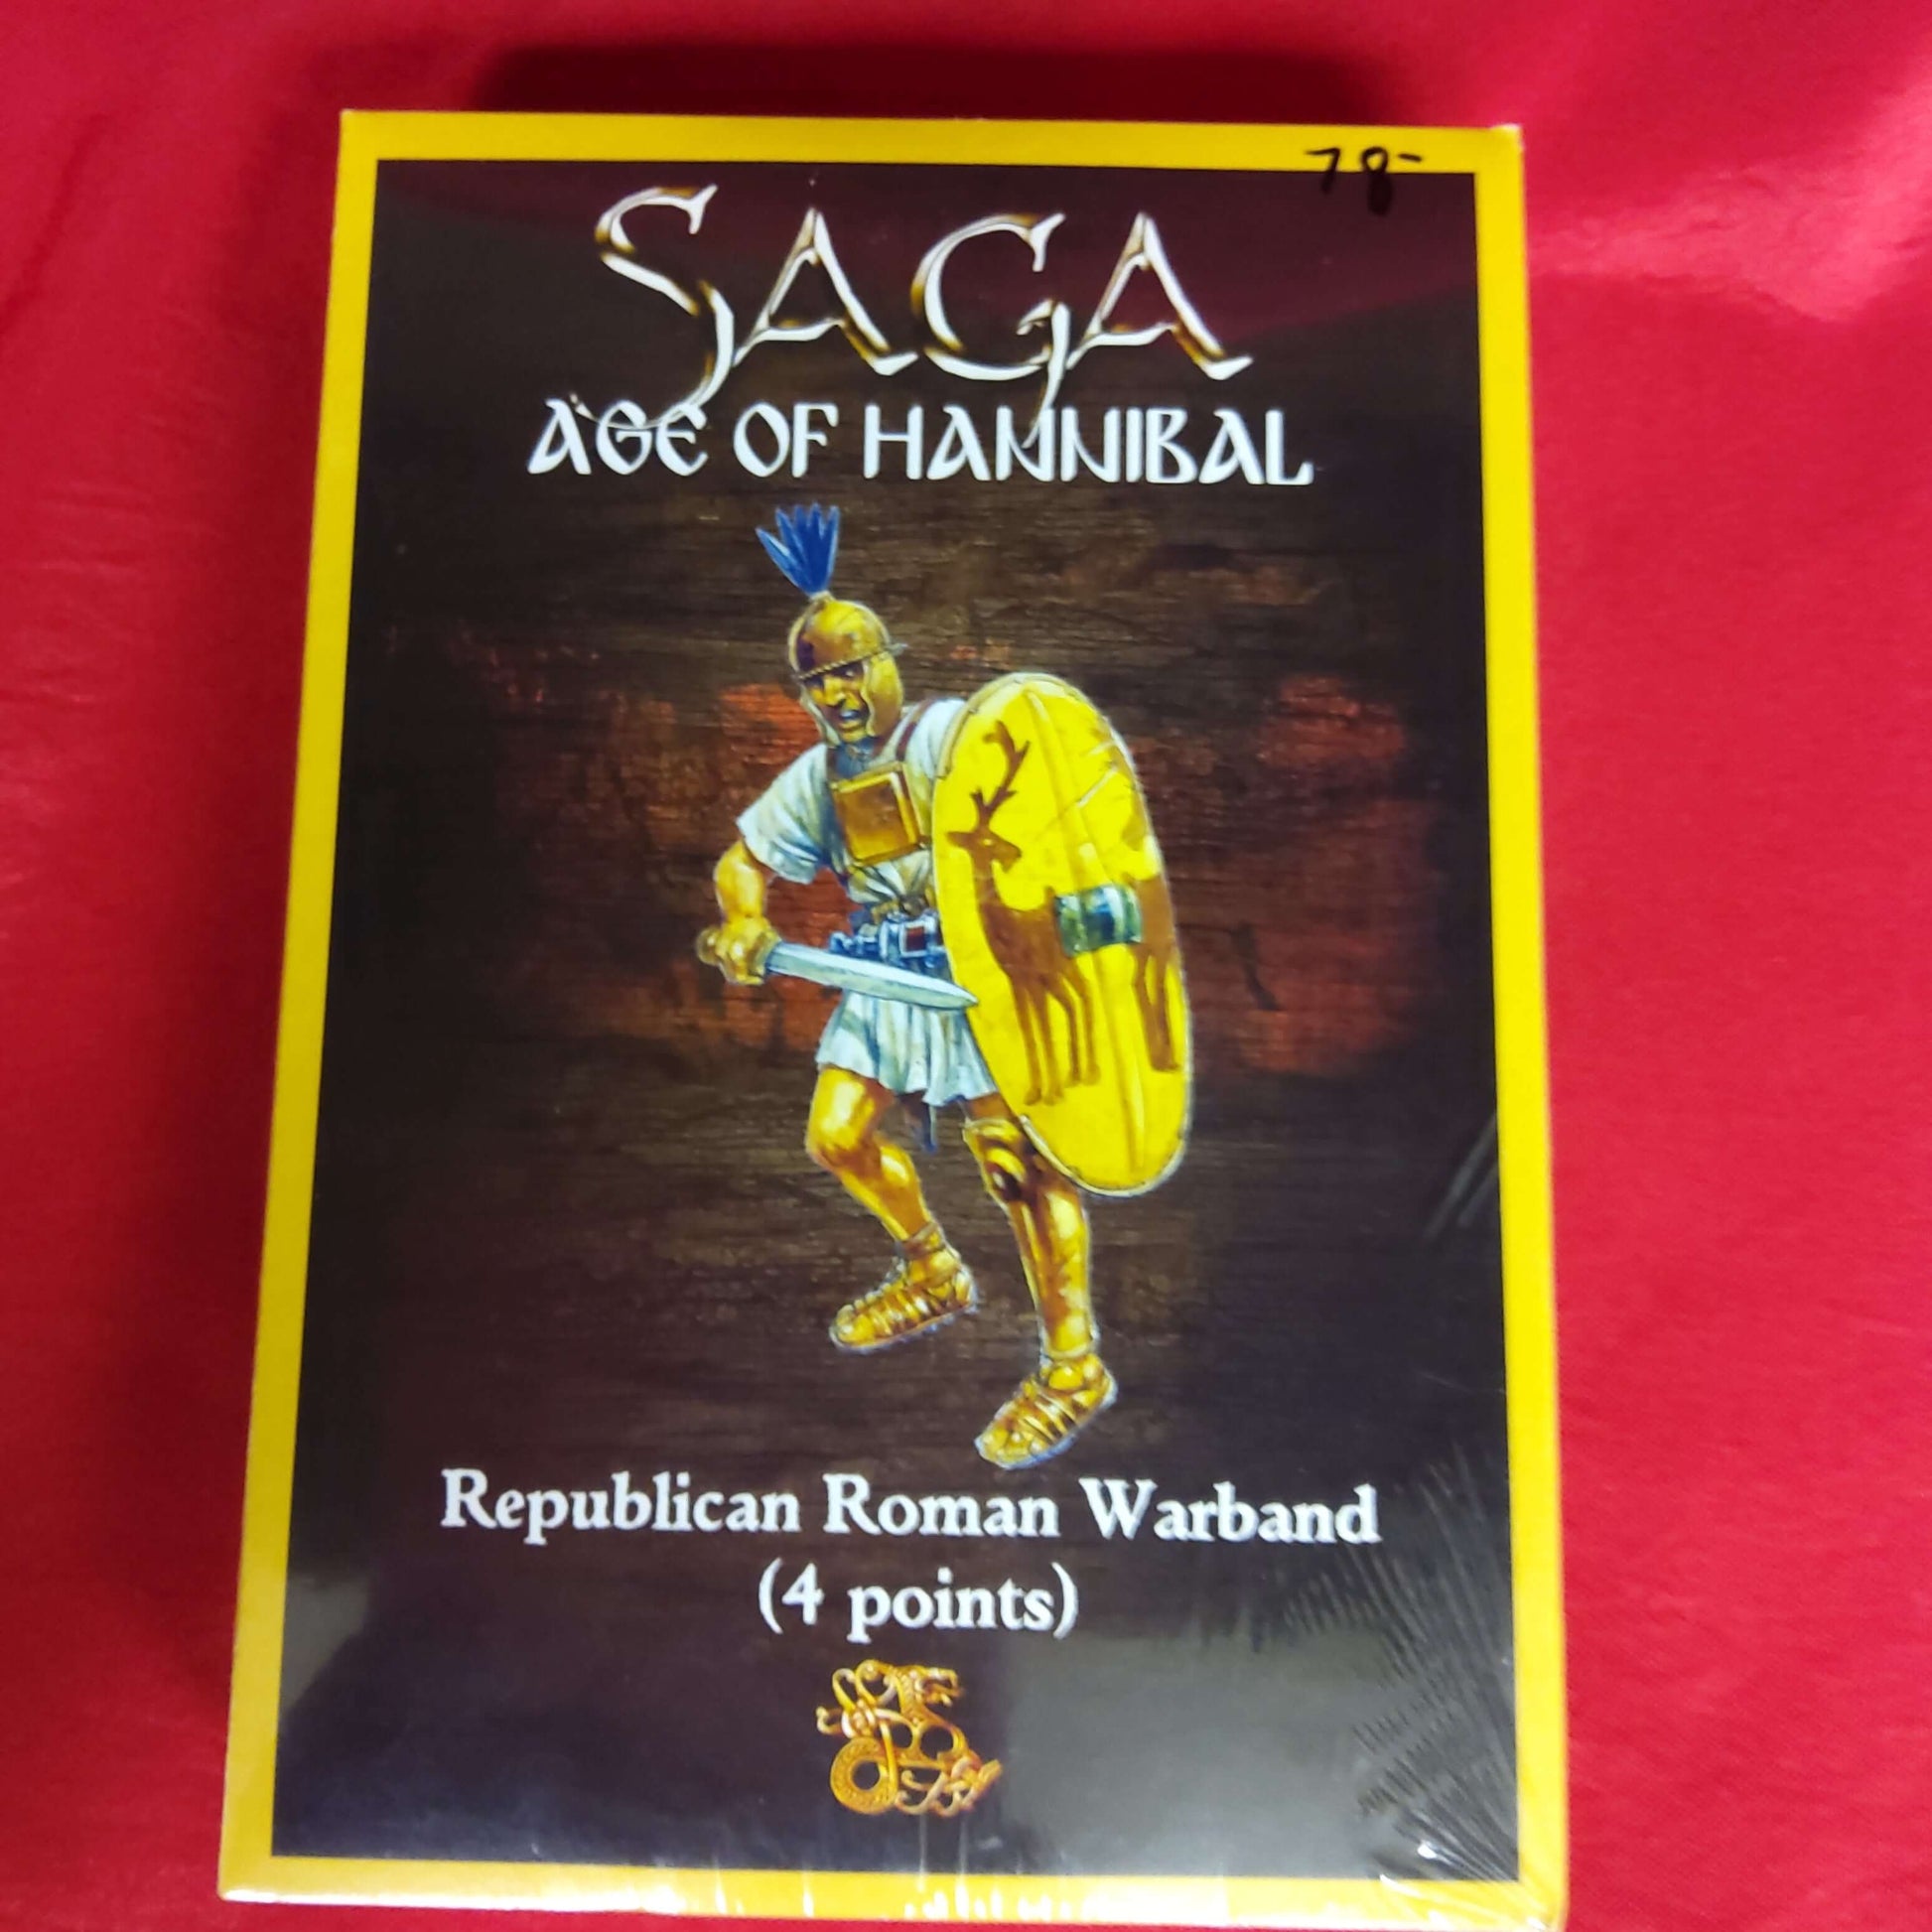 78-
SAGA
AGE OF HANNIBAL
Republican Roman Warband
(4 points)